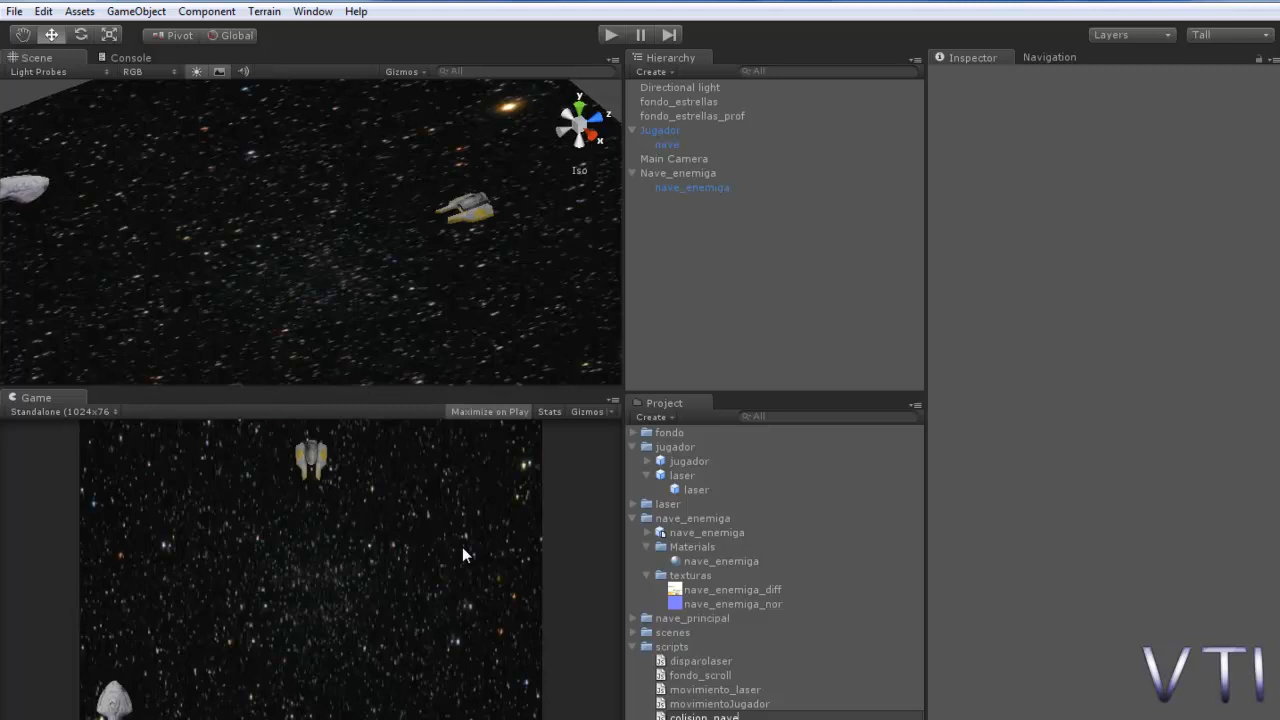 File Edit Assets GameObject Component Terrain Window Help
Pivot Global Layers Tall
Scene Console Hierarchy Inspector Navigation
Light Probes RGB Gizmos All Create All
Directional light
fondo_estrellas
fondo_estrellas_prof
Jugador
nave
Main Camera
Nave_enemiga
nave_enemiga
y
z
x
Iso
Game Project
Standalone (1024x76 Maximize on Play Stats Gizmos Create All
fondo
jugador
jugador
laser
laser
laser
nave_enemiga
nave_enemiga
Materials
nave_enemiga
texturas
nave_enemiga_diff
nave_enemiga_nor
nave_principal
scenes
scripts
disparolaser
fondo_scroll
movimiento_laser
movimientoJugador
colision_nave
VTI